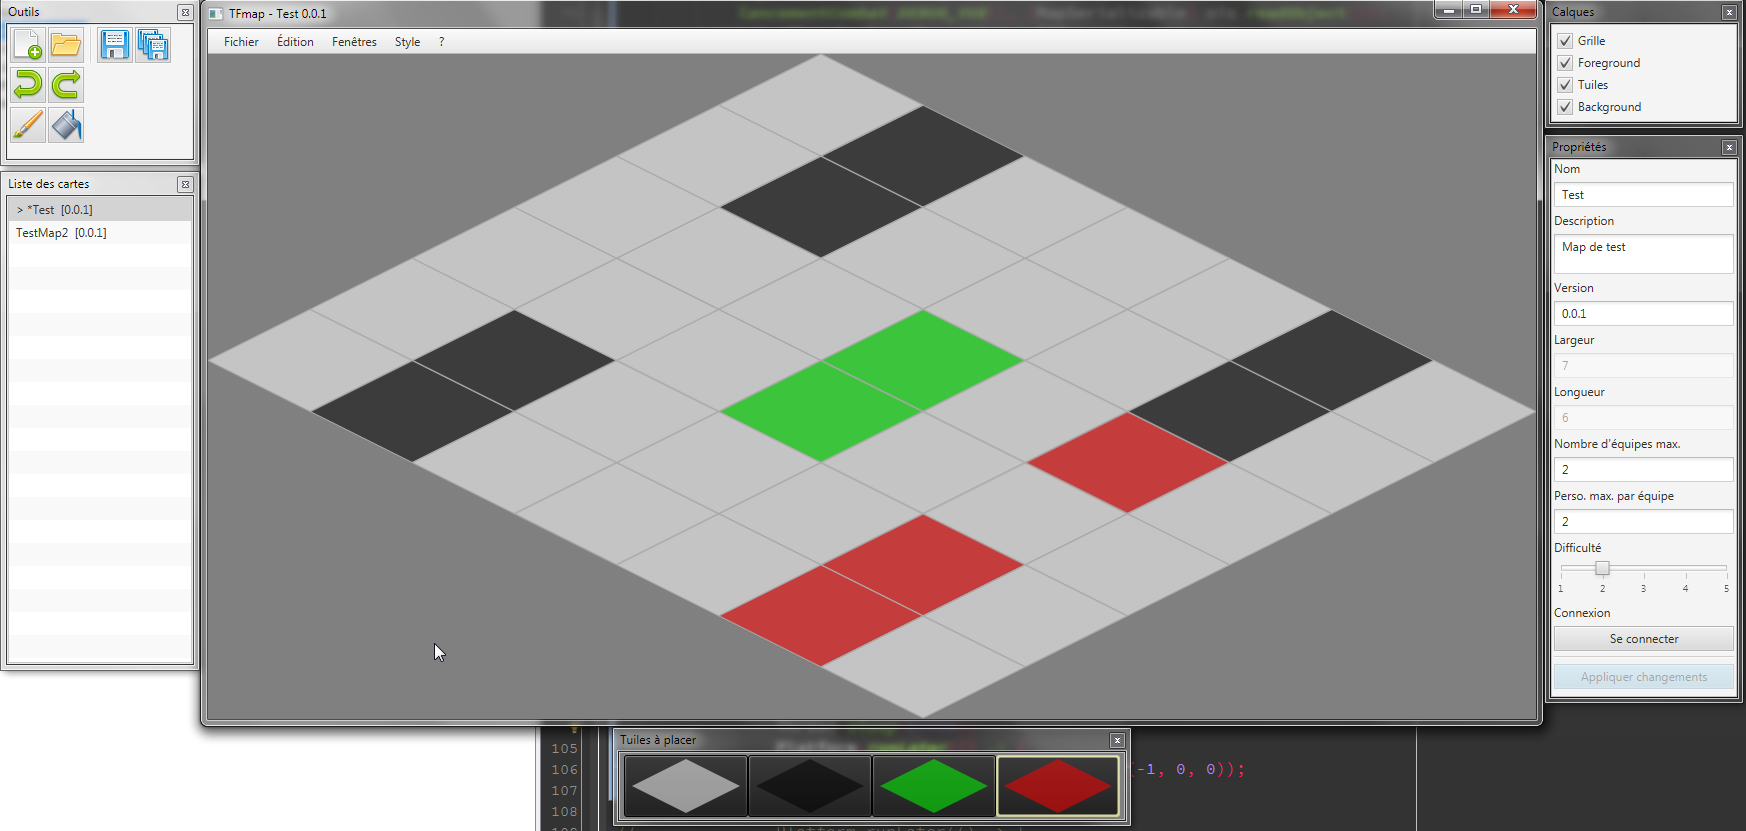 Outils
Liste des cartes
> *Test [0.0.1]
TestMap2 [0.0.1]
TFmap - Test 0.0.1
Fichier Édition Fenêtres Style ?
Calques
Grille
Foreground
Tuiles
Background
Propriétés
Nom
Test
Description
Map de test
Version
0.0.1
Largeur
7
Longueur
6
Nombre d'équipes max.
2
Perso. max. par équipe
2
Difficulté
1 2 3 4 5
Connexion
Se connecter
Appliquer changements
Tuiles à placer
105
106 -1, 0, 0));
107
108